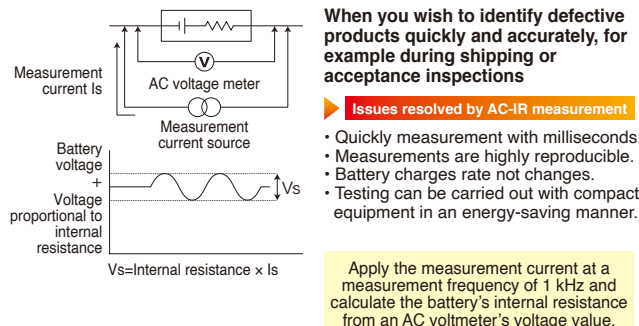 Measurement
current Is
V
AC voltage meter
Measurement
current source
Battery
voltage
+
Voltage
proportional to
internal
resistance
Vs
Vs=Internal resistance × Is
When you wish to identify defective
products quickly and accurately, for
example during shipping or
acceptance inspections
Issues resolved by AC-IR measurement
• Quickly measurement with milliseconds.
• Measurements are highly reproducible.
• Battery charges rate not changes.
• Testing can be carried out with compact
equipment in an energy-saving manner.
Apply the measurement current at a
measurement frequency of 1 kHz and
calculate the battery's internal resistance
from an AC voltmeter's voltage value.